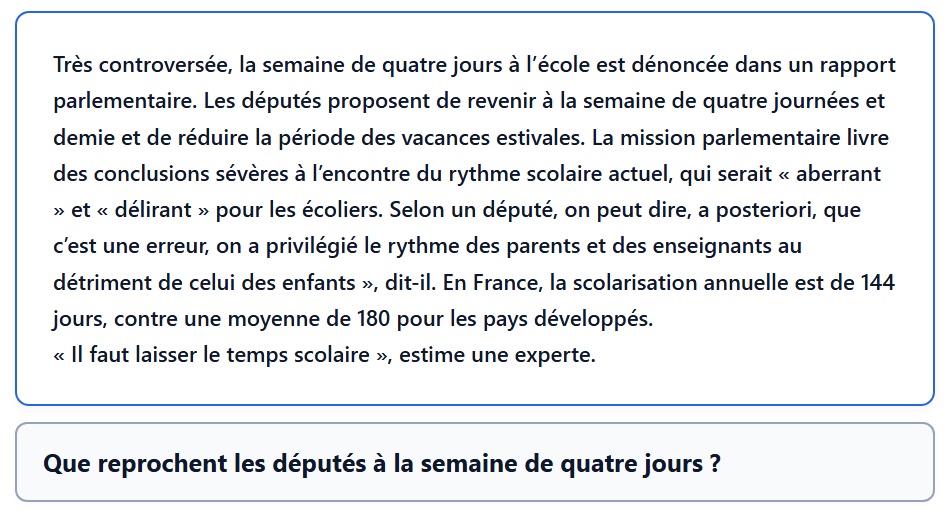 Très controversée, la semaine de quatre jours à l’école est dénoncée dans un rapport
parlementaire. Les députés proposent de revenir à la semaine de quatre journées et
demie et de réduire la période des vacances estivales. La mission parlementaire livre
des conclusions sévères à l’encontre du rythme scolaire actuel, qui serait « aberrant
» et « délirant » pour les écoliers. Selon un député, on peut dire, a posteriori, que
c’est une erreur, on a privilégié le rythme des parents et des enseignants au
détriment de celui des enfants », dit-il. En France, la scolarisation annuelle est de 144
jours, contre une moyenne de 180 pour les pays développés.
« Il faut laisser le temps scolaire », estime une experte.
Que reprochent les députés à la semaine de quatre jours ?